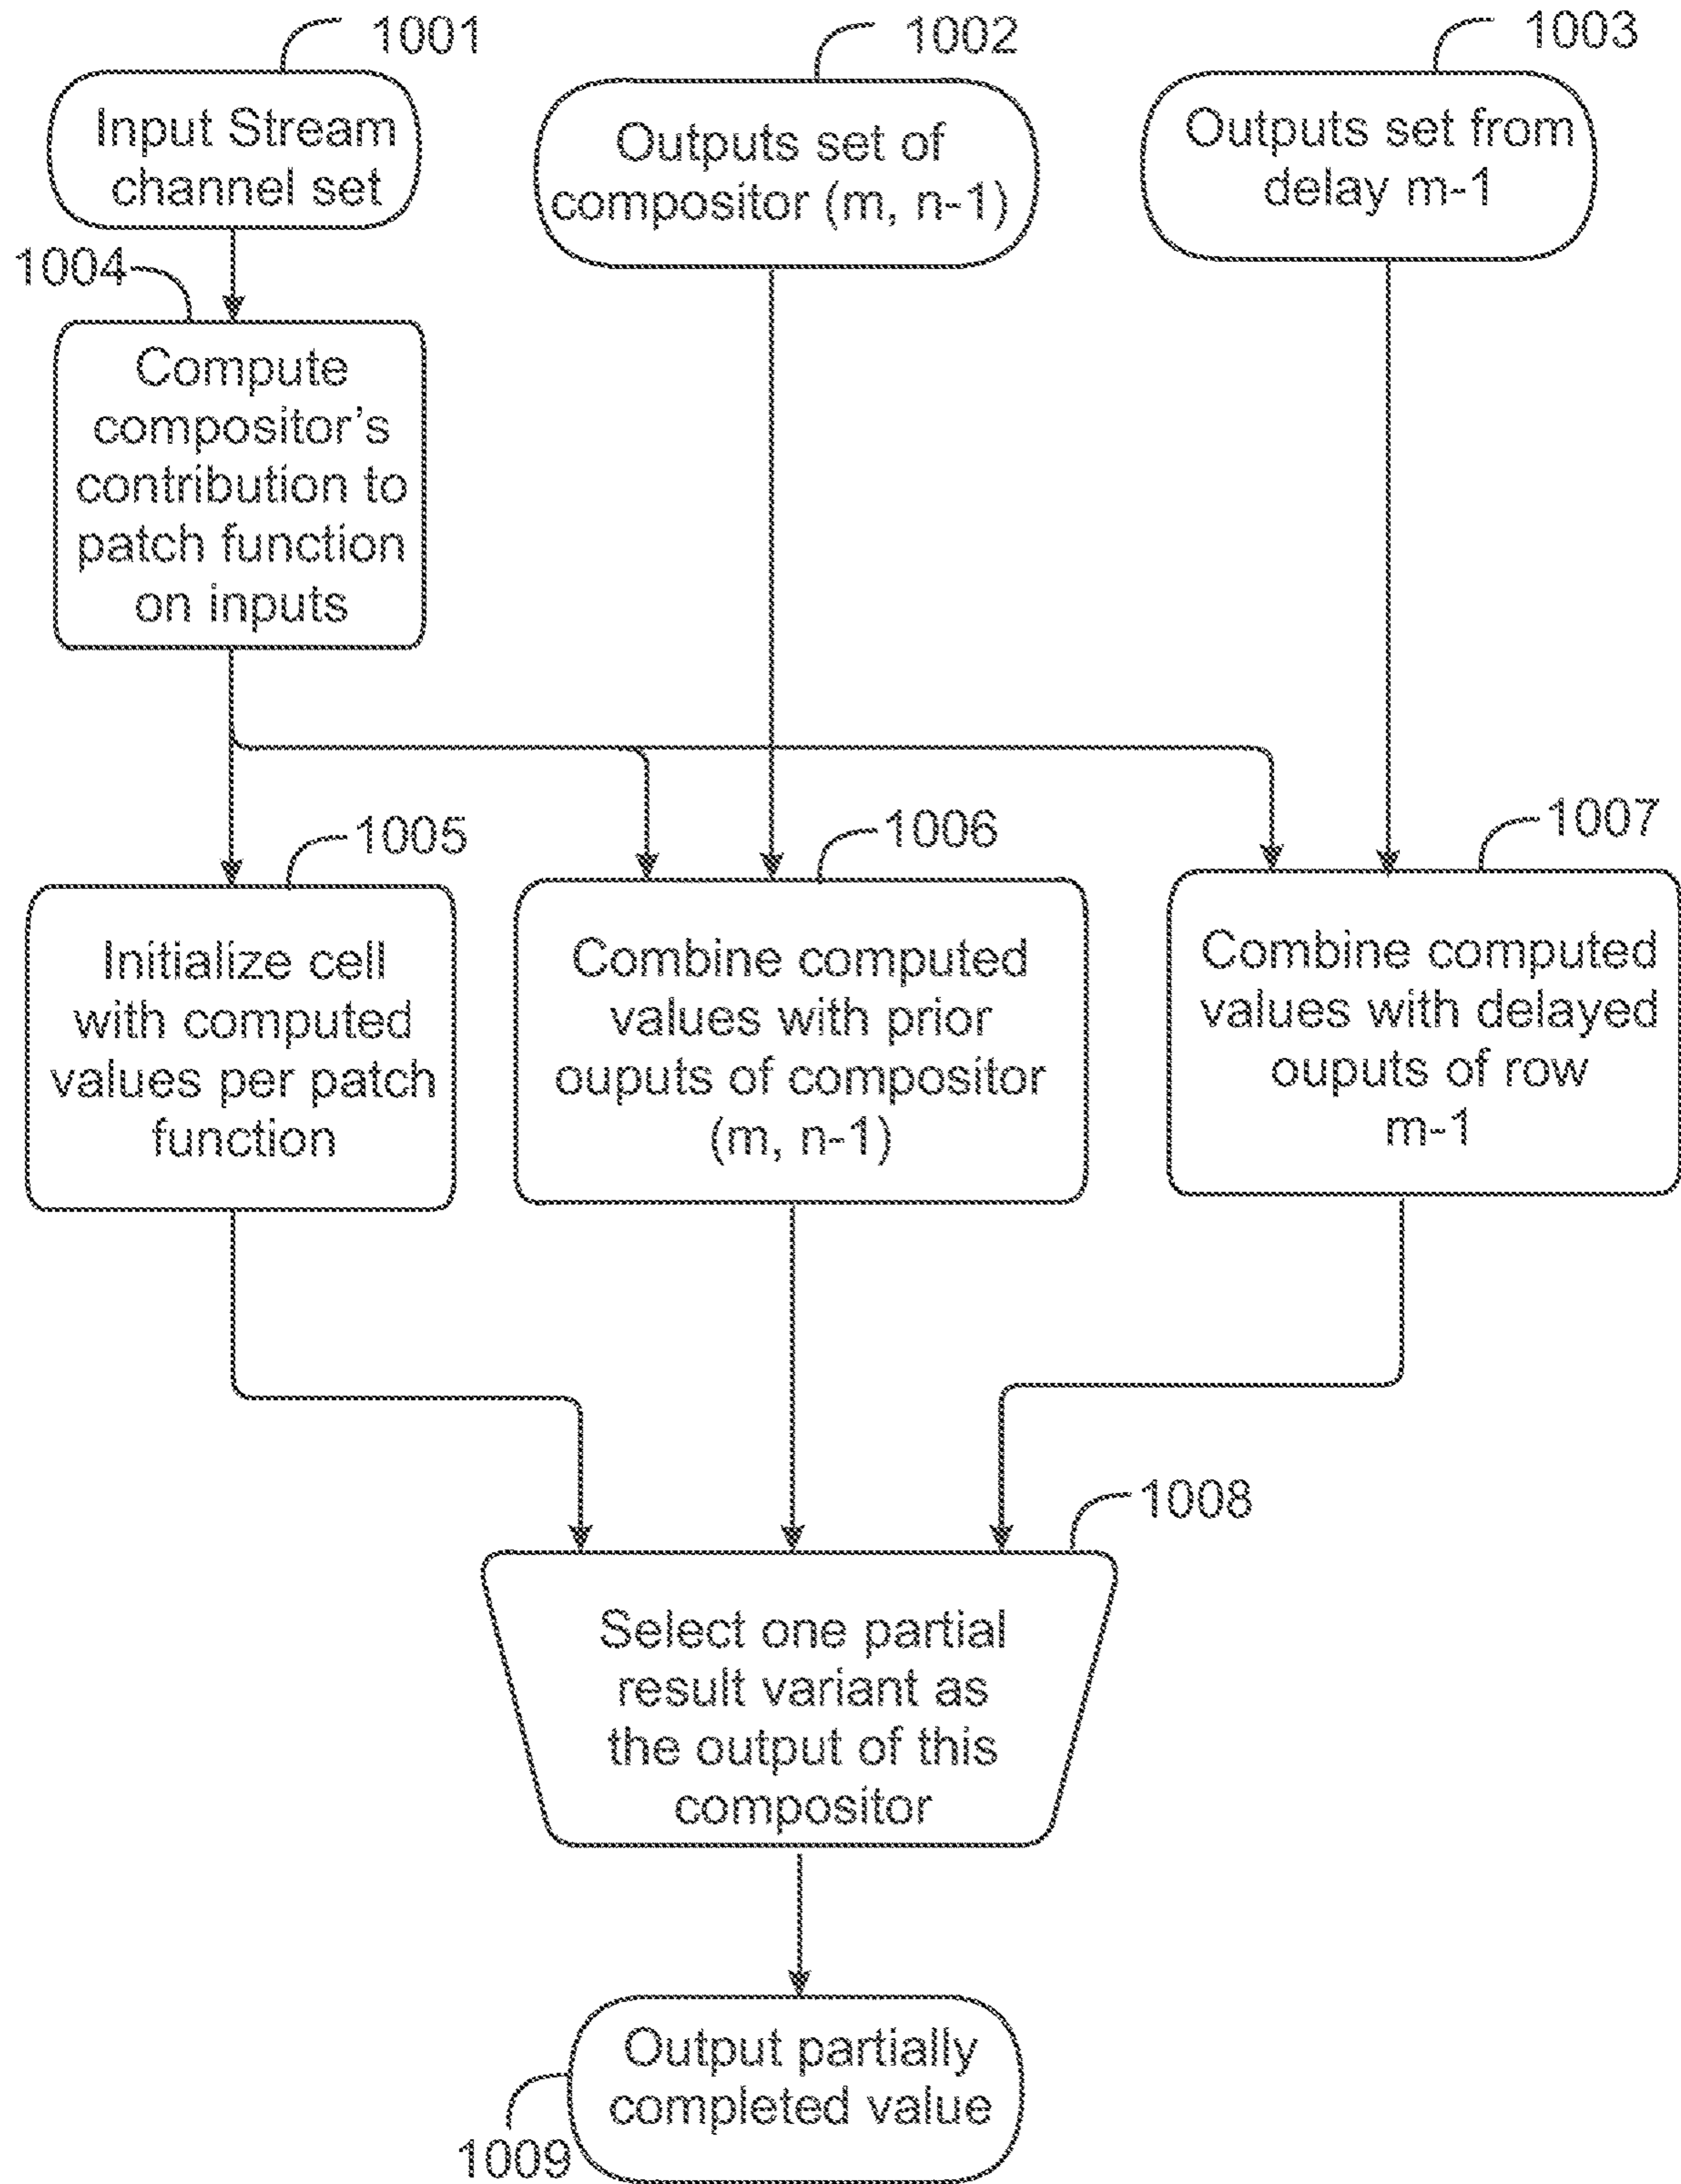 1001
Input Stream
channel set
1002
Outputs set of
compositor (m, n-1)
1003
Outputs set from
delay m-1
1004
Compute
compositor's
contribution to
patch function
on inputs
1005
Initialize cell
with computed
values per patch
function
1006
Combine computed
values with prior
ouputs of compositor
(m, n-1)
1007
Combine computed
values with delayed
ouputs of row
m-1
1008
Select one partial
result variant as
the output of this
compositor
Output partially
completed value
1009